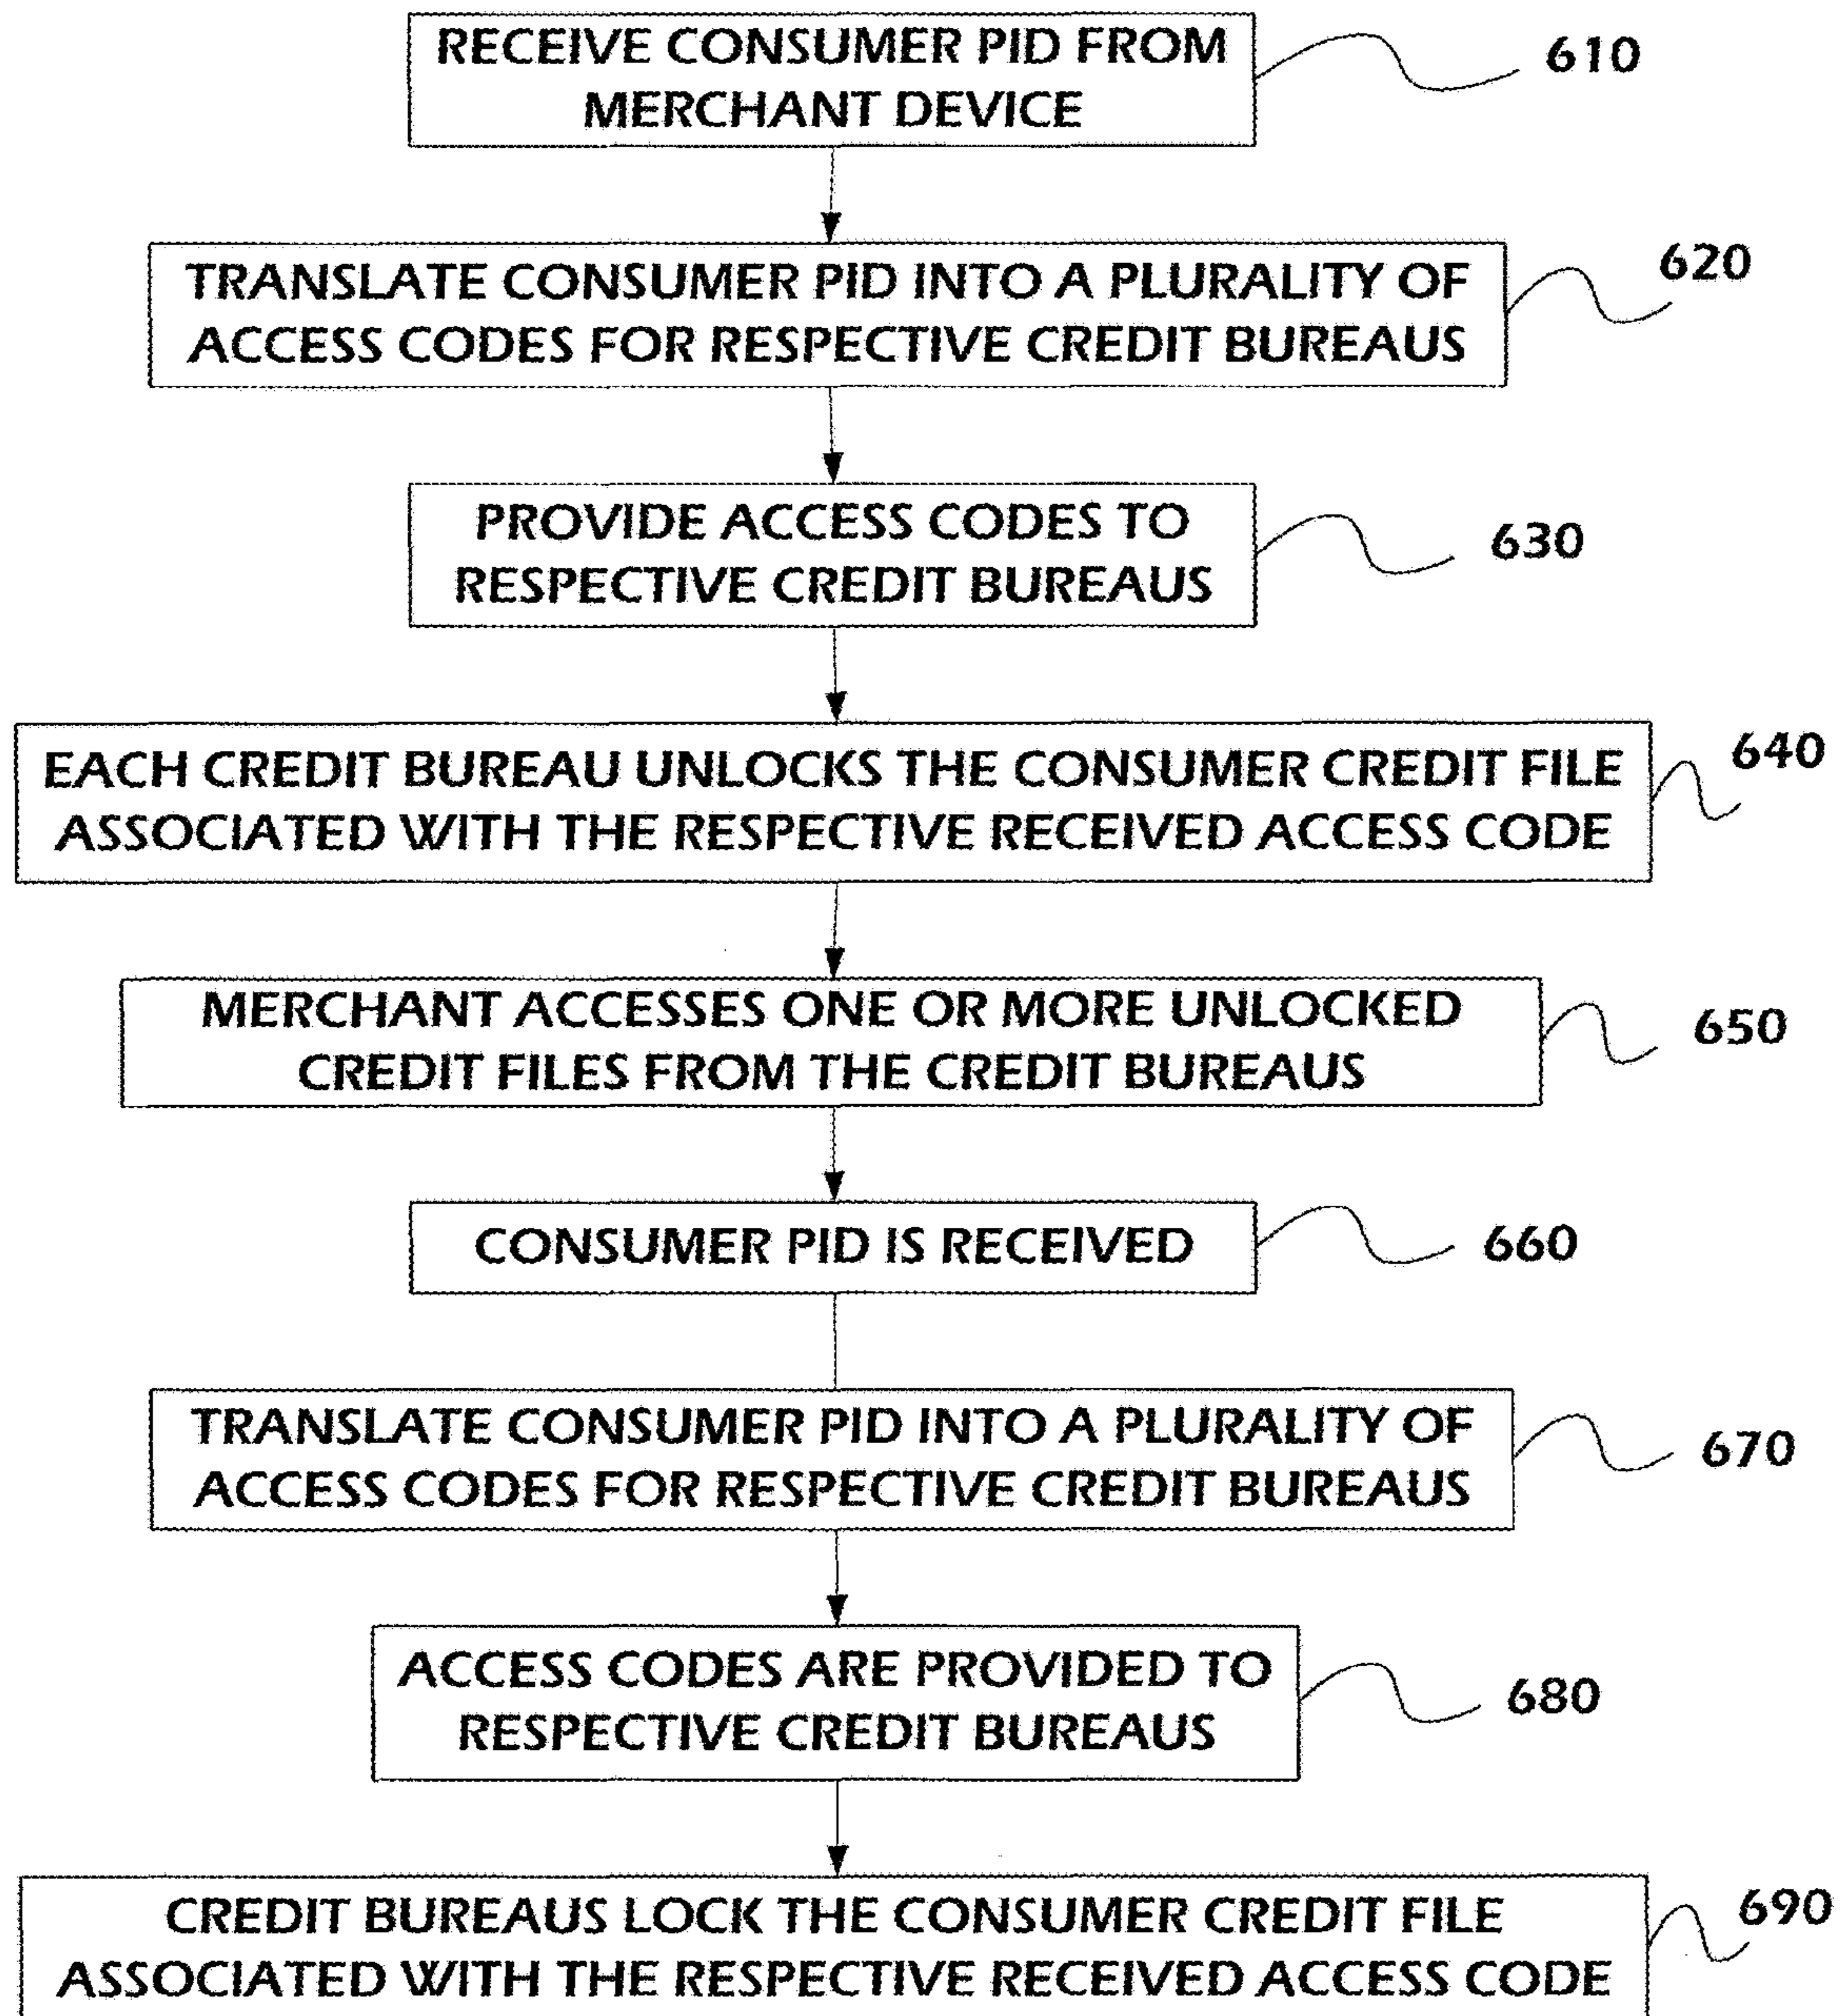 RECEIVE CONSUMER PID FROM
MERCHANT DEVICE
610
TRANSLATE CONSUMER PID INTO A PLURALITY OF
ACCESS CODES FOR RESPECTIVE CREDIT BUREAUS
620
PROVIDE ACCESS CODES TO
RESPECTIVE CREDIT BUREAUS
630
EACH CREDIT BUREAU UNLOCKS THE CONSUMER CREDIT FILE
ASSOCIATED WITH THE RESPECTIVE RECEIVED ACCESS CODE
640
MERCHANT ACCESSES ONE OR MORE UNLOCKED
CREDIT FILES FROM THE CREDIT BUREAUS
650
CONSUMER PID IS RECEIVED
660
TRANSLATE CONSUMER PID INTO A PLURALITY OF
ACCESS CODES FOR RESPECTIVE CREDIT BUREAUS
670
ACCESS CODES ARE PROVIDED TO
RESPECTIVE CREDIT BUREAUS
680
CREDIT BUREAUS LOCK THE CONSUMER CREDIT FILE
ASSOCIATED WITH THE RESPECTIVE RECEIVED ACCESS CODE
690